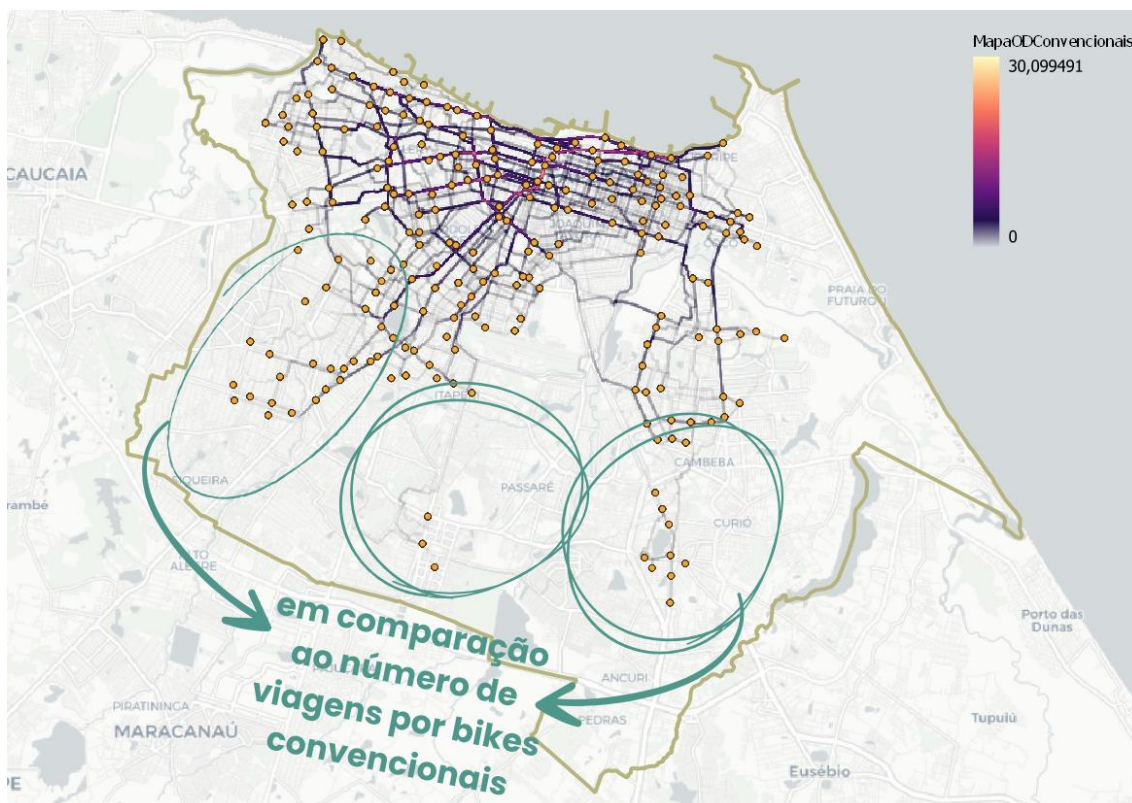 MapaODConvencionais
30,099491
0
CAUCAIA
PRAIA DO
FUTURO
ITAPERI
CAMBEBA
SIQUEIRA
PASSARÉ
CURIÓ
ALTO
ALEGRE
em comparação
ao número de
viagens por bikes
convencionais
Porto das
Dunas
ANCURI
PEDRAS
PIRATININGA
MARACANAÚ
Tupuiú
Eusébio